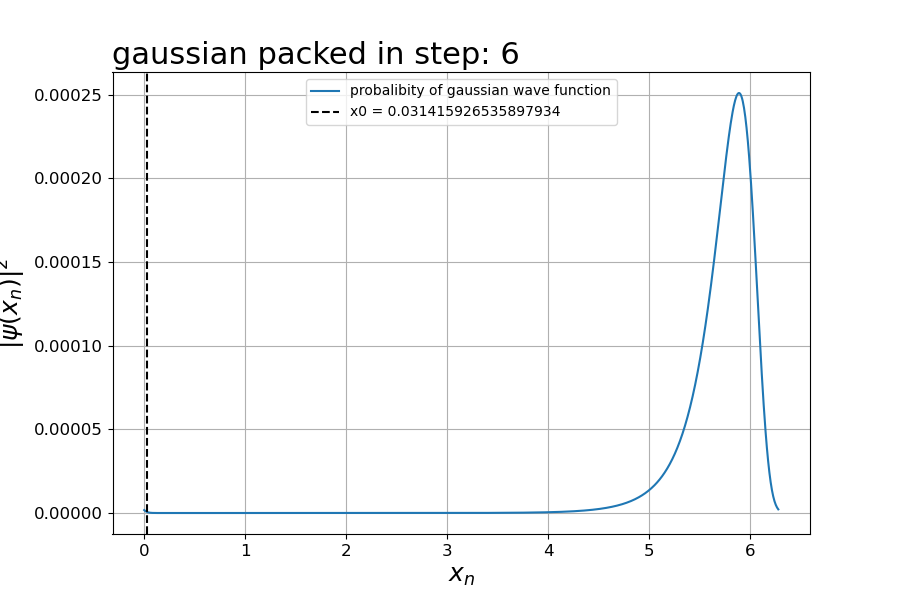 gaussian packed in step: 6
probalibity of gaussian wave function
x0 = 0.031415926535897934
0.00025
0.00020
0.00015
0.00010
0.00005
0.00000
|ψ(xₙ)|²
0 1 2 3 4 5 6
xₙ